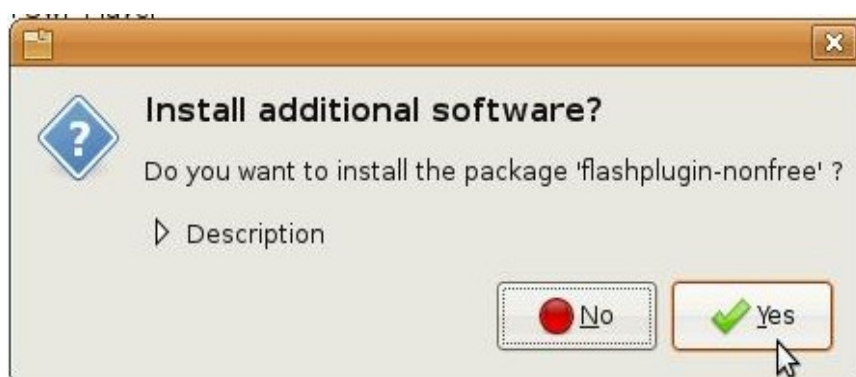 Install additional software?
Do you want to install the package 'flashplugin-nonfree' ?
Description
No
Yes